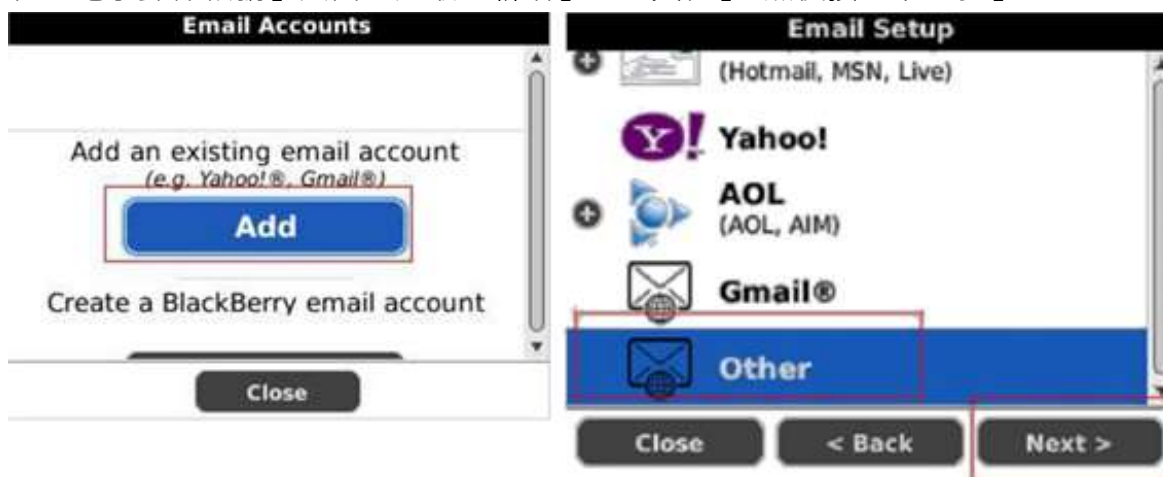 Email Accounts
Add an existing email account
(e.g. Yahoo!®, Gmail®)
Add
Create a BlackBerry email account
Close
Email Setup
(Hotmail, MSN, Live)
Y! Yahoo!
AOL
(AOL, AIM)
Gmail®
Other
Close
< Back
Next >